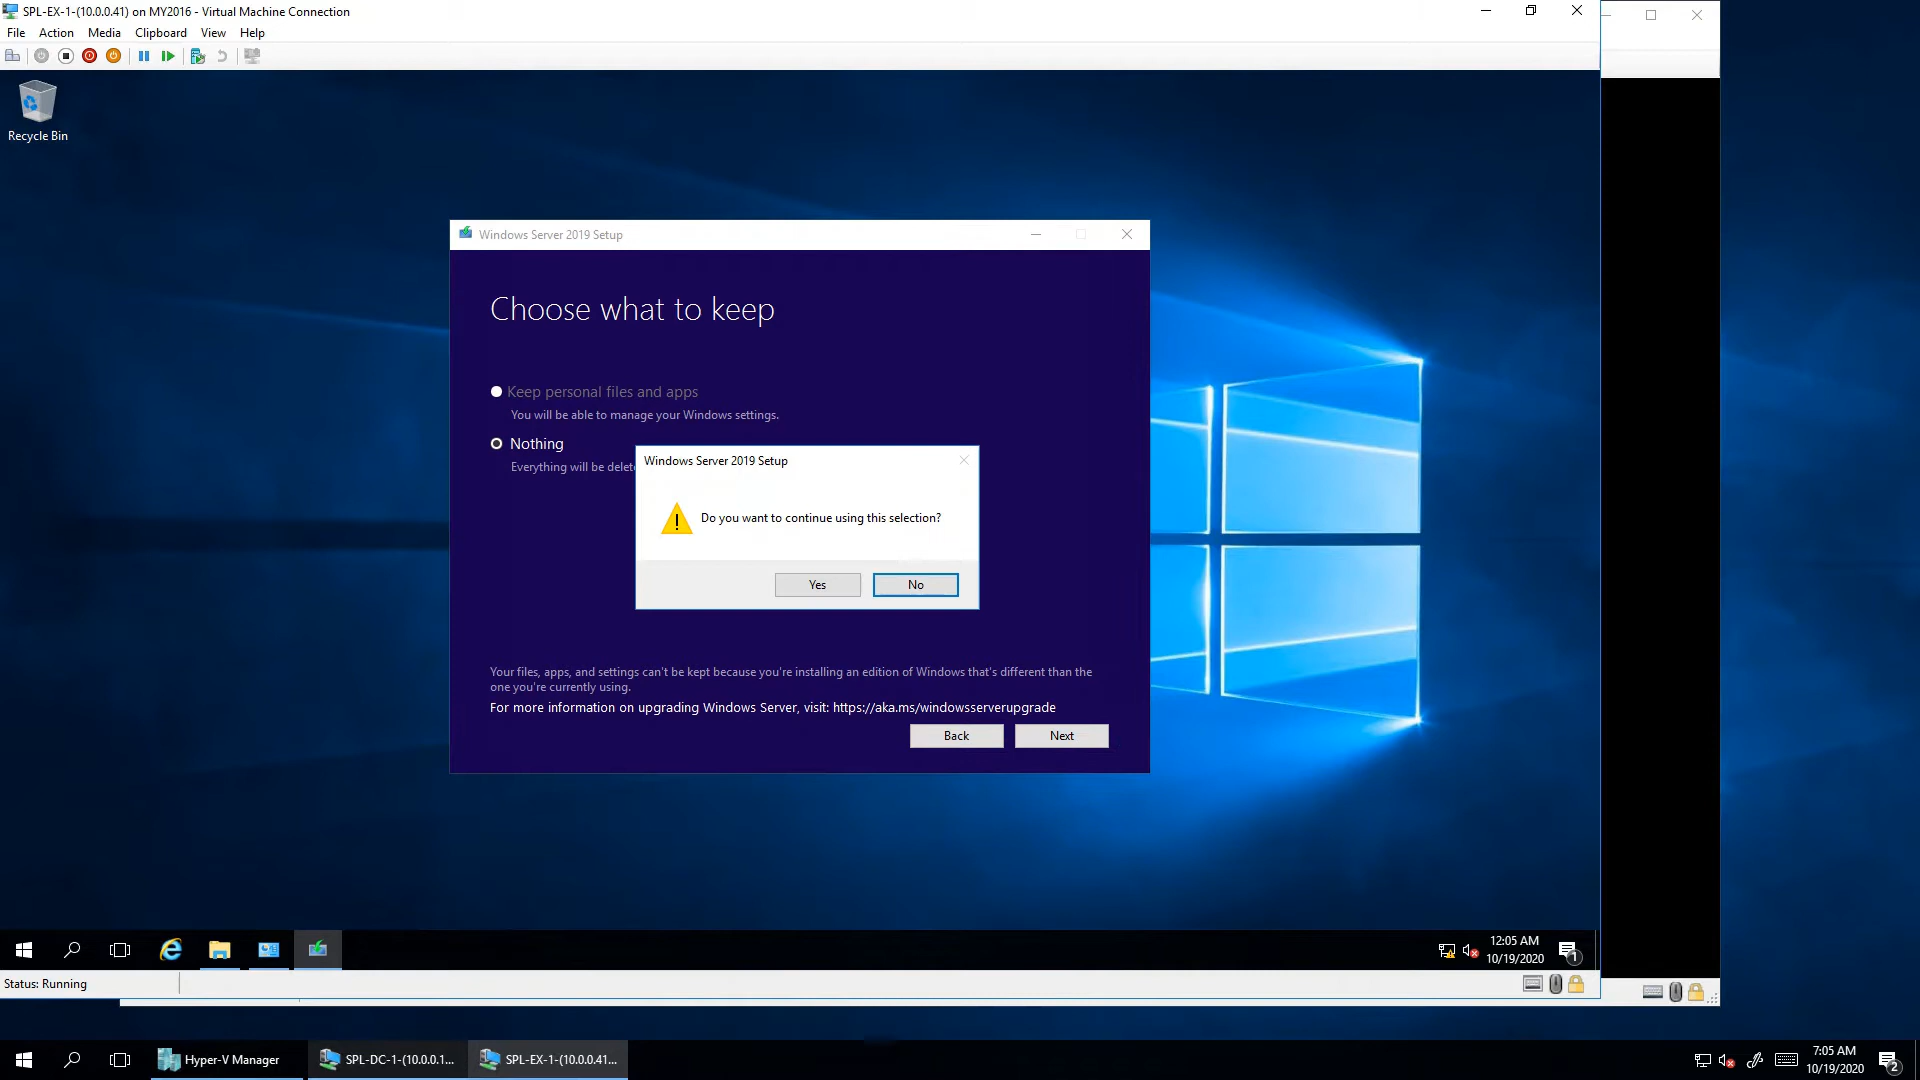 SPL-EX-1-(10.0.0.41) on MY2016 - Virtual Machine Connection
File Action Media Clipboard View Help
Recycle Bin
Windows Server 2019 Setup
Choose what to keep
Keep personal files and apps
You will be able to manage your Windows settings.
Nothing
Everything will be delete
Windows Server 2019 Setup
Do you want to continue using this selection?
Yes No
Your files, apps, and settings can't be kept because you're installing an edition of Windows that's different than the
one you're currently using.
For more information on upgrading Windows Server, visit: https://aka.ms/windowsserverupgrade
Back Next
12:05 AM
10/19/2020
1
Status: Running
Hyper-V Manager
SPL-DC-1-(10.0.0.1...
SPL-EX-1-(10.0.0.41...
7:05 AM
10/19/2020
2